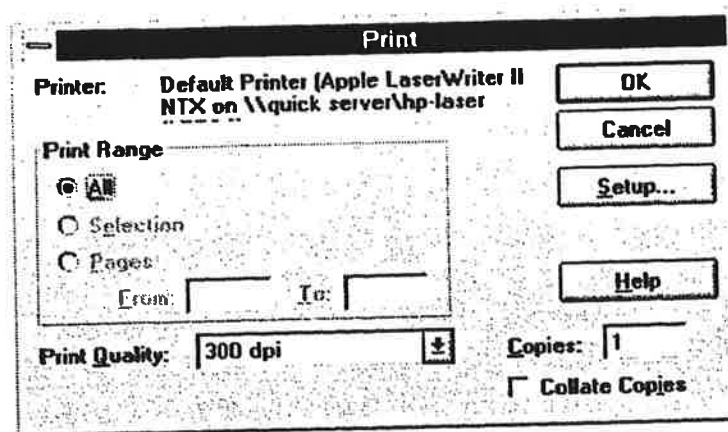 Print
Printer: Default Printer (Apple LaserWriter II
NTX on \\quick server\hp-laser
OK
Cancel
Setup...
Help
Print Range
All
Selection
Pages
From: To:
Print Quality: 300 dpi
Copies: 1
Collate Copies